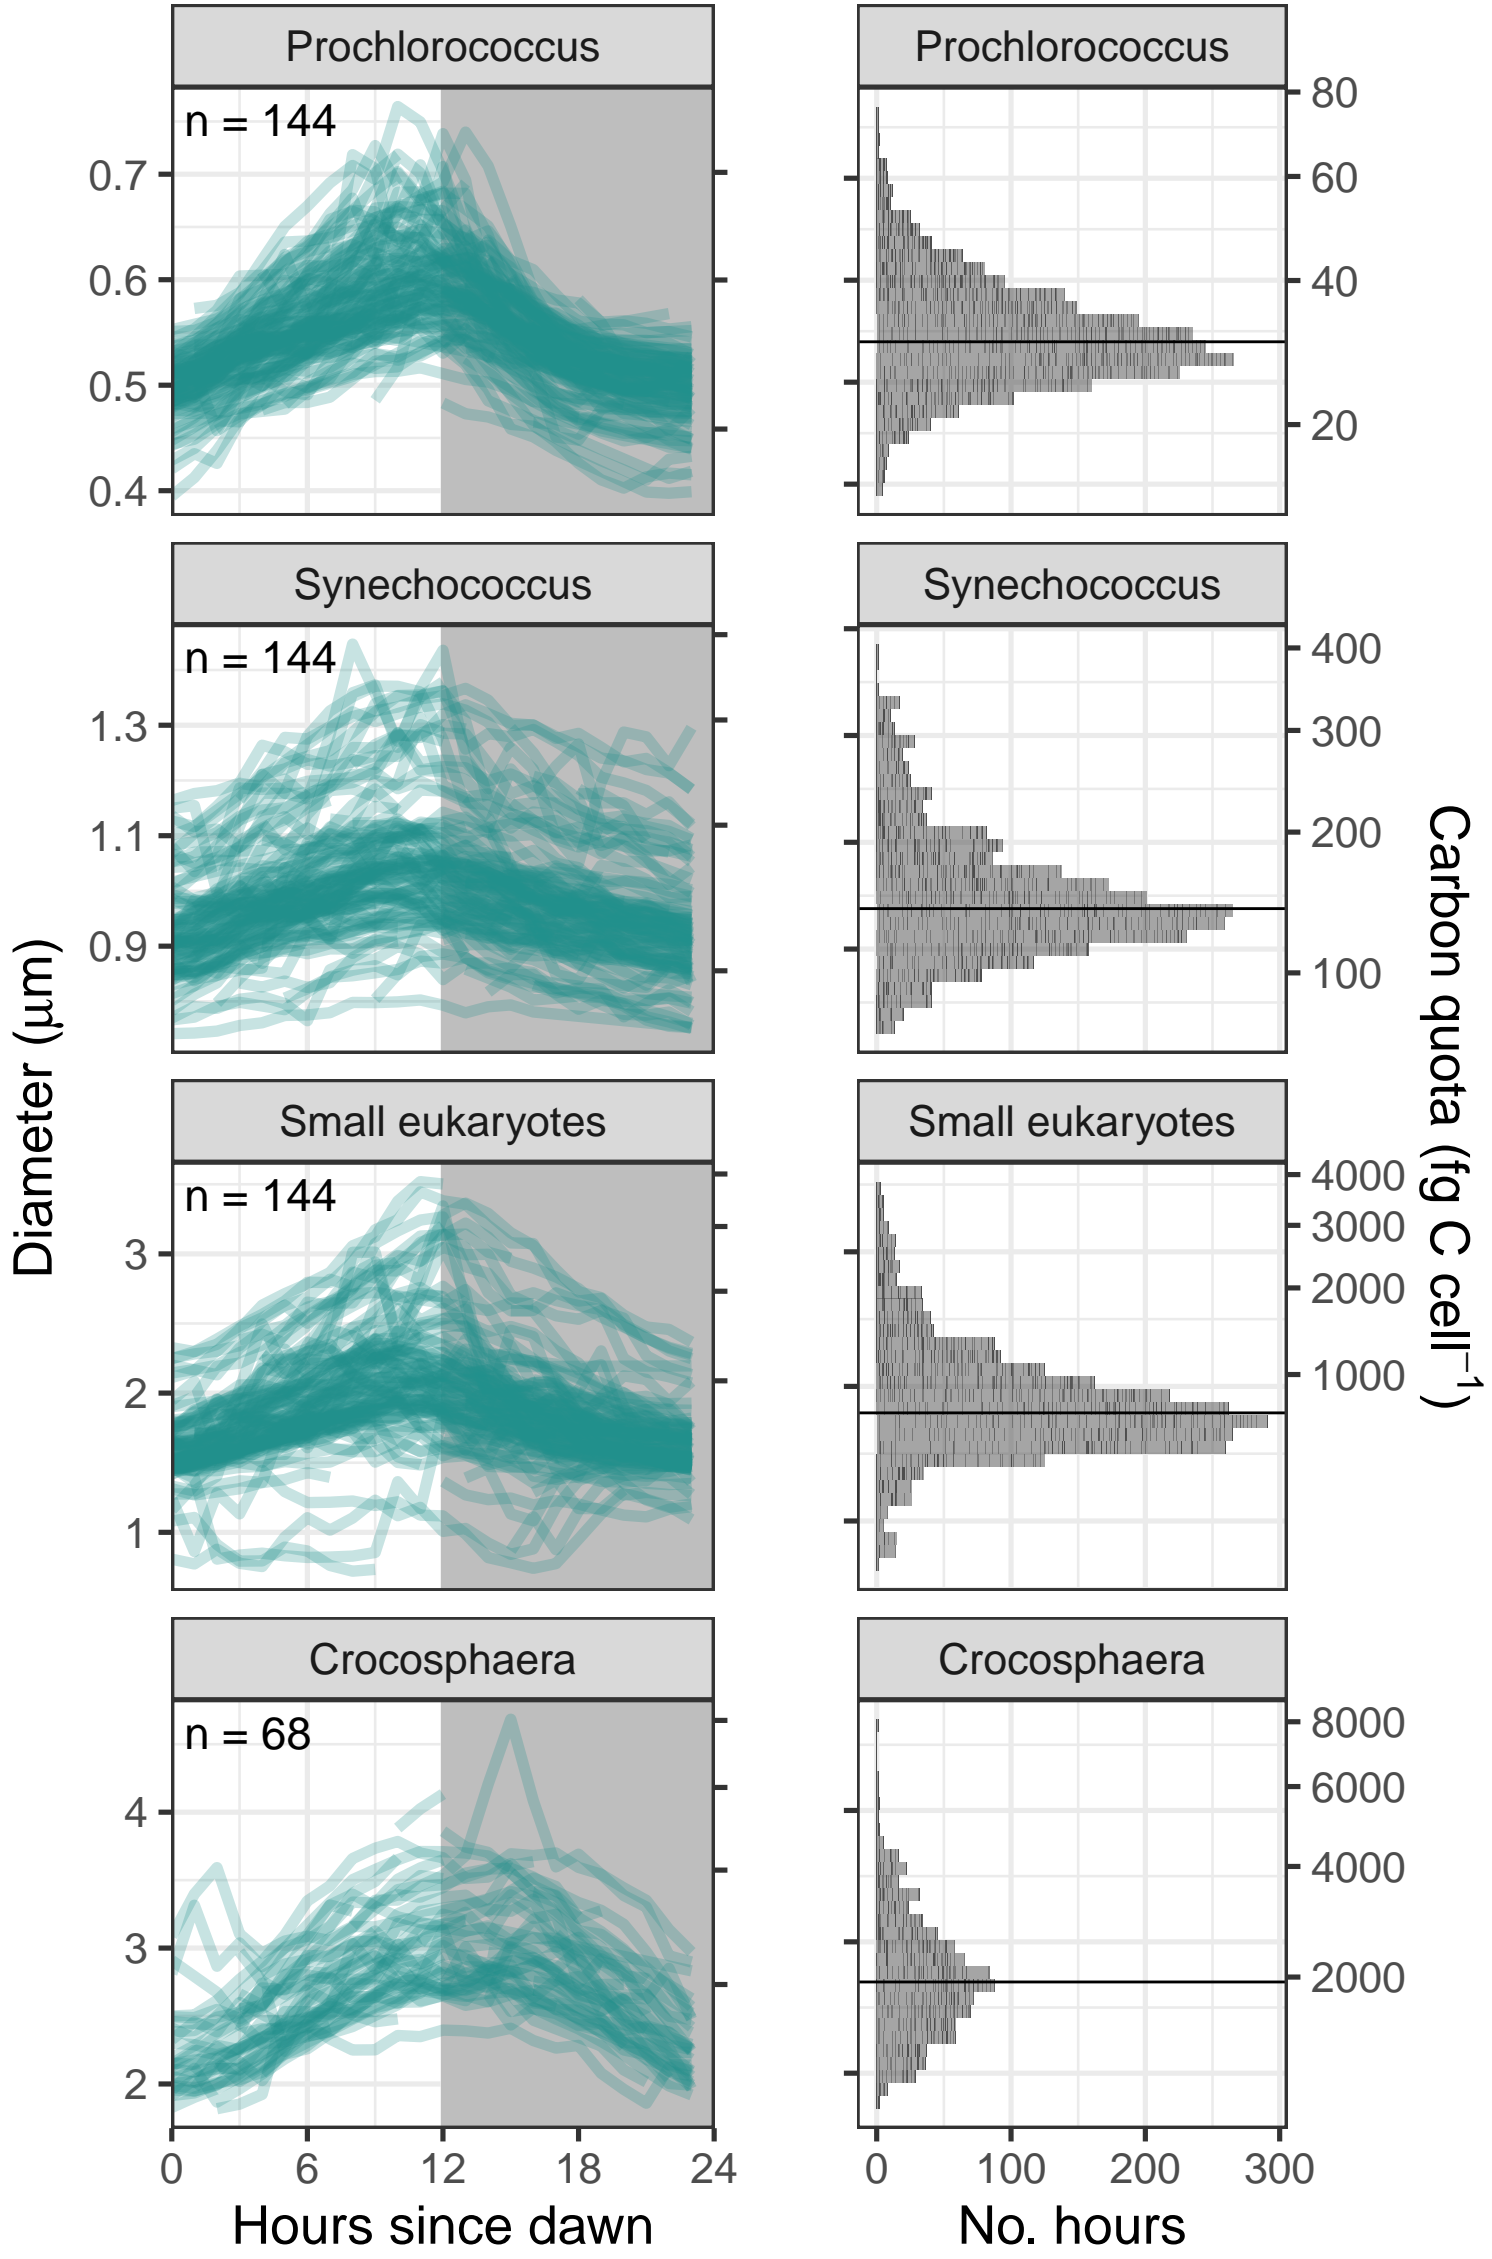 Prochlorococcus
Prochlorococcus
n = 144
0.7
0.6
0.5
0.4
80
60
40
20
Synechococcus
Synechococcus
n = 144
1.3
1.1
0.9
400
300
200
100
Small eukaryotes
Small eukaryotes
n = 144
3
2
1
4000
3000
2000
1000
Crocosphaera
Crocosphaera
n = 68
4
3
2
8000
6000
4000
2000
0 6 12 18 24
0 100 200 300
Hours since dawn
No. hours
Diameter (μm)
Carbon quota (fg C cell⁻¹)